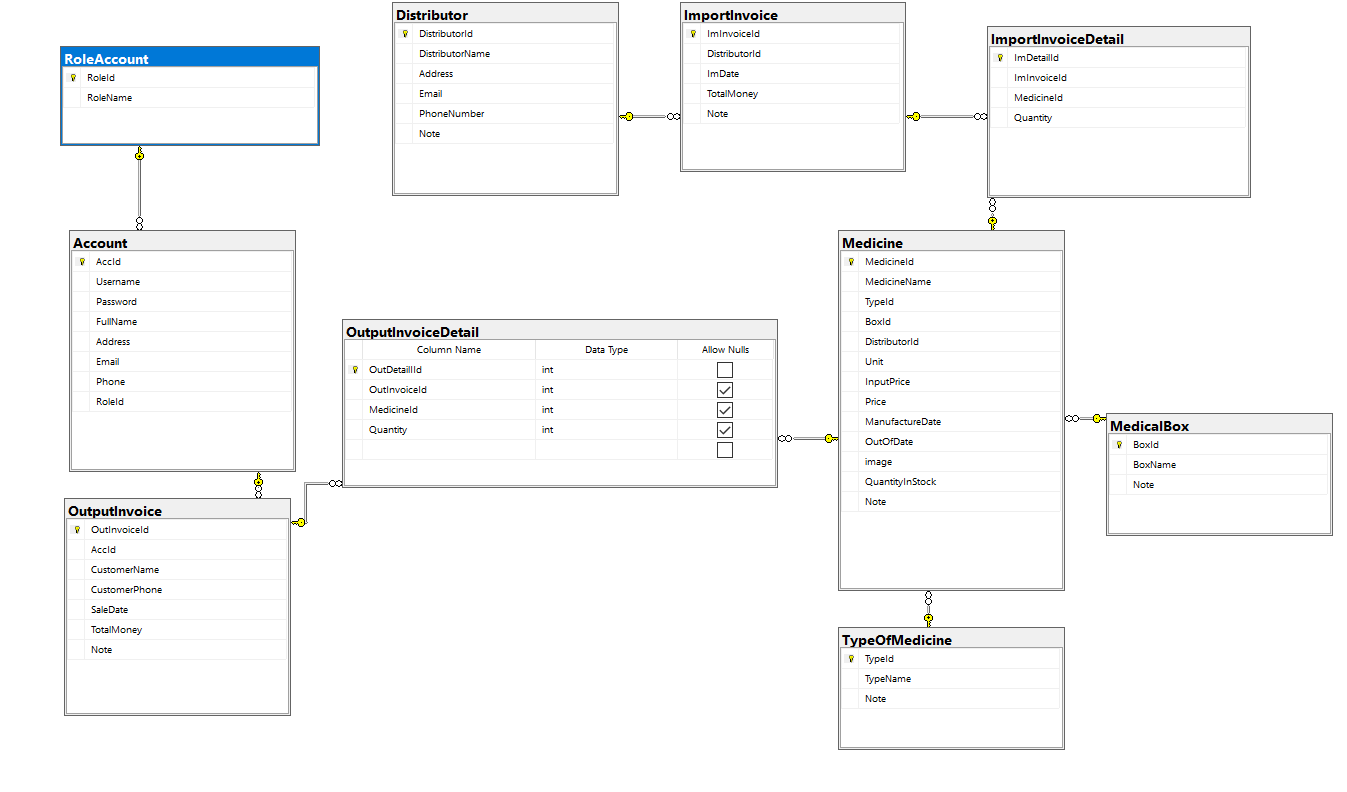 RoleAccount
RoleId
RoleName
Distributor
DistributorId
DistributorName
Address
Email
PhoneNumber
Note
ImportInvoice
ImInvoiceId
DistributorId
ImDate
TotalMoney
Note
ImportInvoiceDetail
ImDetailId
ImInvoiceId
MedicineId
Quantity
Account
AccId
Username
Password
FullName
Address
Email
Phone
RoleId
OutputInvoiceDetail
Column Name Data Type Allow Nulls
OutDetailId int
OutInvoiceId int
MedicineId int
Quantity int
Medicine
MedicineId
MedicineName
TypeId
BoxId
DistributorId
Unit
InputPrice
Price
ManufactureDate
OutOfDate
image
QuantityInStock
Note
MedicalBox
BoxId
BoxName
Note
OutputInvoice
OutInvoiceId
AccId
CustomerName
CustomerPhone
SaleDate
TotalMoney
Note
TypeOfMedicine
TypeId
TypeName
Note